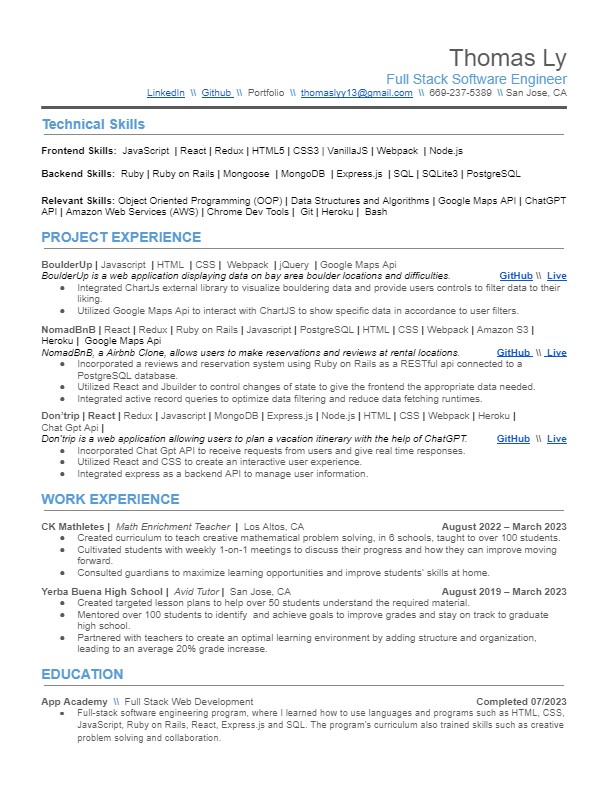 Thomas Ly
Full Stack Software Engineer
LinkedIn \\ Github \\ Portfolio \\ thomaslyy13@gmail.com \\ 669-237-5389 \\ San Jose, CA
Technical Skills
Frontend Skills: JavaScript | React | Redux | HTML5 | CSS3 | VanillaJS | Webpack | Node.js
Backend Skills: Ruby | Ruby on Rails | Mongoose | MongoDB | Express.js | SQL | SQLite3 | PostgreSQL
Relevant Skills: Object Oriented Programming (OOP) | Data Structures and Algorithms | Google Maps API | ChatGPT
API | Amazon Web Services (AWS) | Chrome Dev Tools | Git | Heroku | Bash
PROJECT EXPERIENCE
BoulderUp | Javascript | HTML | CSS | Webpack | jQuery | Google Maps Api
BoulderUp is a web application displaying data on bay area boulder locations and difficulties. GitHub \\ Live
● Integrated ChartJs external library to visualize bouldering data and provide users controls to filter data to their
liking.
● Utilized Google Maps Api to interact with ChartJS to show specific data in accordance to user filters.
NomadBnB | React | Redux | Ruby on Rails | Javascript | PostgreSQL | HTML | CSS | Webpack | Amazon S3 |
Heroku | Google Maps Api
NomadBnB, a Airbnb Clone, allows users to make reservations and reviews at rental locations. GitHub \\ Live
● Incorporated a reviews and reservation system using Ruby on Rails as a RESTful api connected to a
PostgreSQL database.
● Utilized React and Jbuilder to control changes of state to give the frontend the appropriate data needed.
● Integrated active record queries to optimize data filtering and reduce data fetching runtimes.
Don'trip | React | Redux | Javascript | MongoDB | Express.js | Node.js | HTML | CSS | Webpack | Heroku |
Chat Gpt Api |
Don'trip is a web application allowing users to plan a vacation itinerary with the help of ChatGPT. GitHub \\ Live
● Incorporated Chat Gpt API to receive requests from users and give real time responses.
● Utilized React and CSS to create an interactive user experience.
● Integrated express as a backend API to manage user information.
WORK EXPERIENCE
CK Mathletes | Math Enrichment Teacher | Los Altos, CA August 2022 – March 2023
● Created curriculum to teach creative mathematical problem solving, in 6 schools, taught to over 100 students.
● Cultivated students with weekly 1-on-1 meetings to discuss their progress and how they can improve moving
forward.
● Consulted guardians to maximize learning opportunities and improve students' skills at home.
Yerba Buena High School | Avid Tutor | San Jose, CA August 2019 – March 2023
● Created targeted lesson plans to help over 50 students understand the required material.
● Mentored over 100 students to identify and achieve goals to improve grades and stay on track to graduate
high school.
● Partnered with teachers to create an optimal learning environment by adding structure and organization,
leading to an average 20% grade increase.
EDUCATION
App Academy \\ Full Stack Web Development Completed 07/2023
● Full-stack software engineering program, where I learned how to use languages and programs such as HTML, CSS,
JavaScript, Ruby on Rails, React, Express.js and SQL. The program's curriculum also trained skills such as creative
problem solving and collaboration.